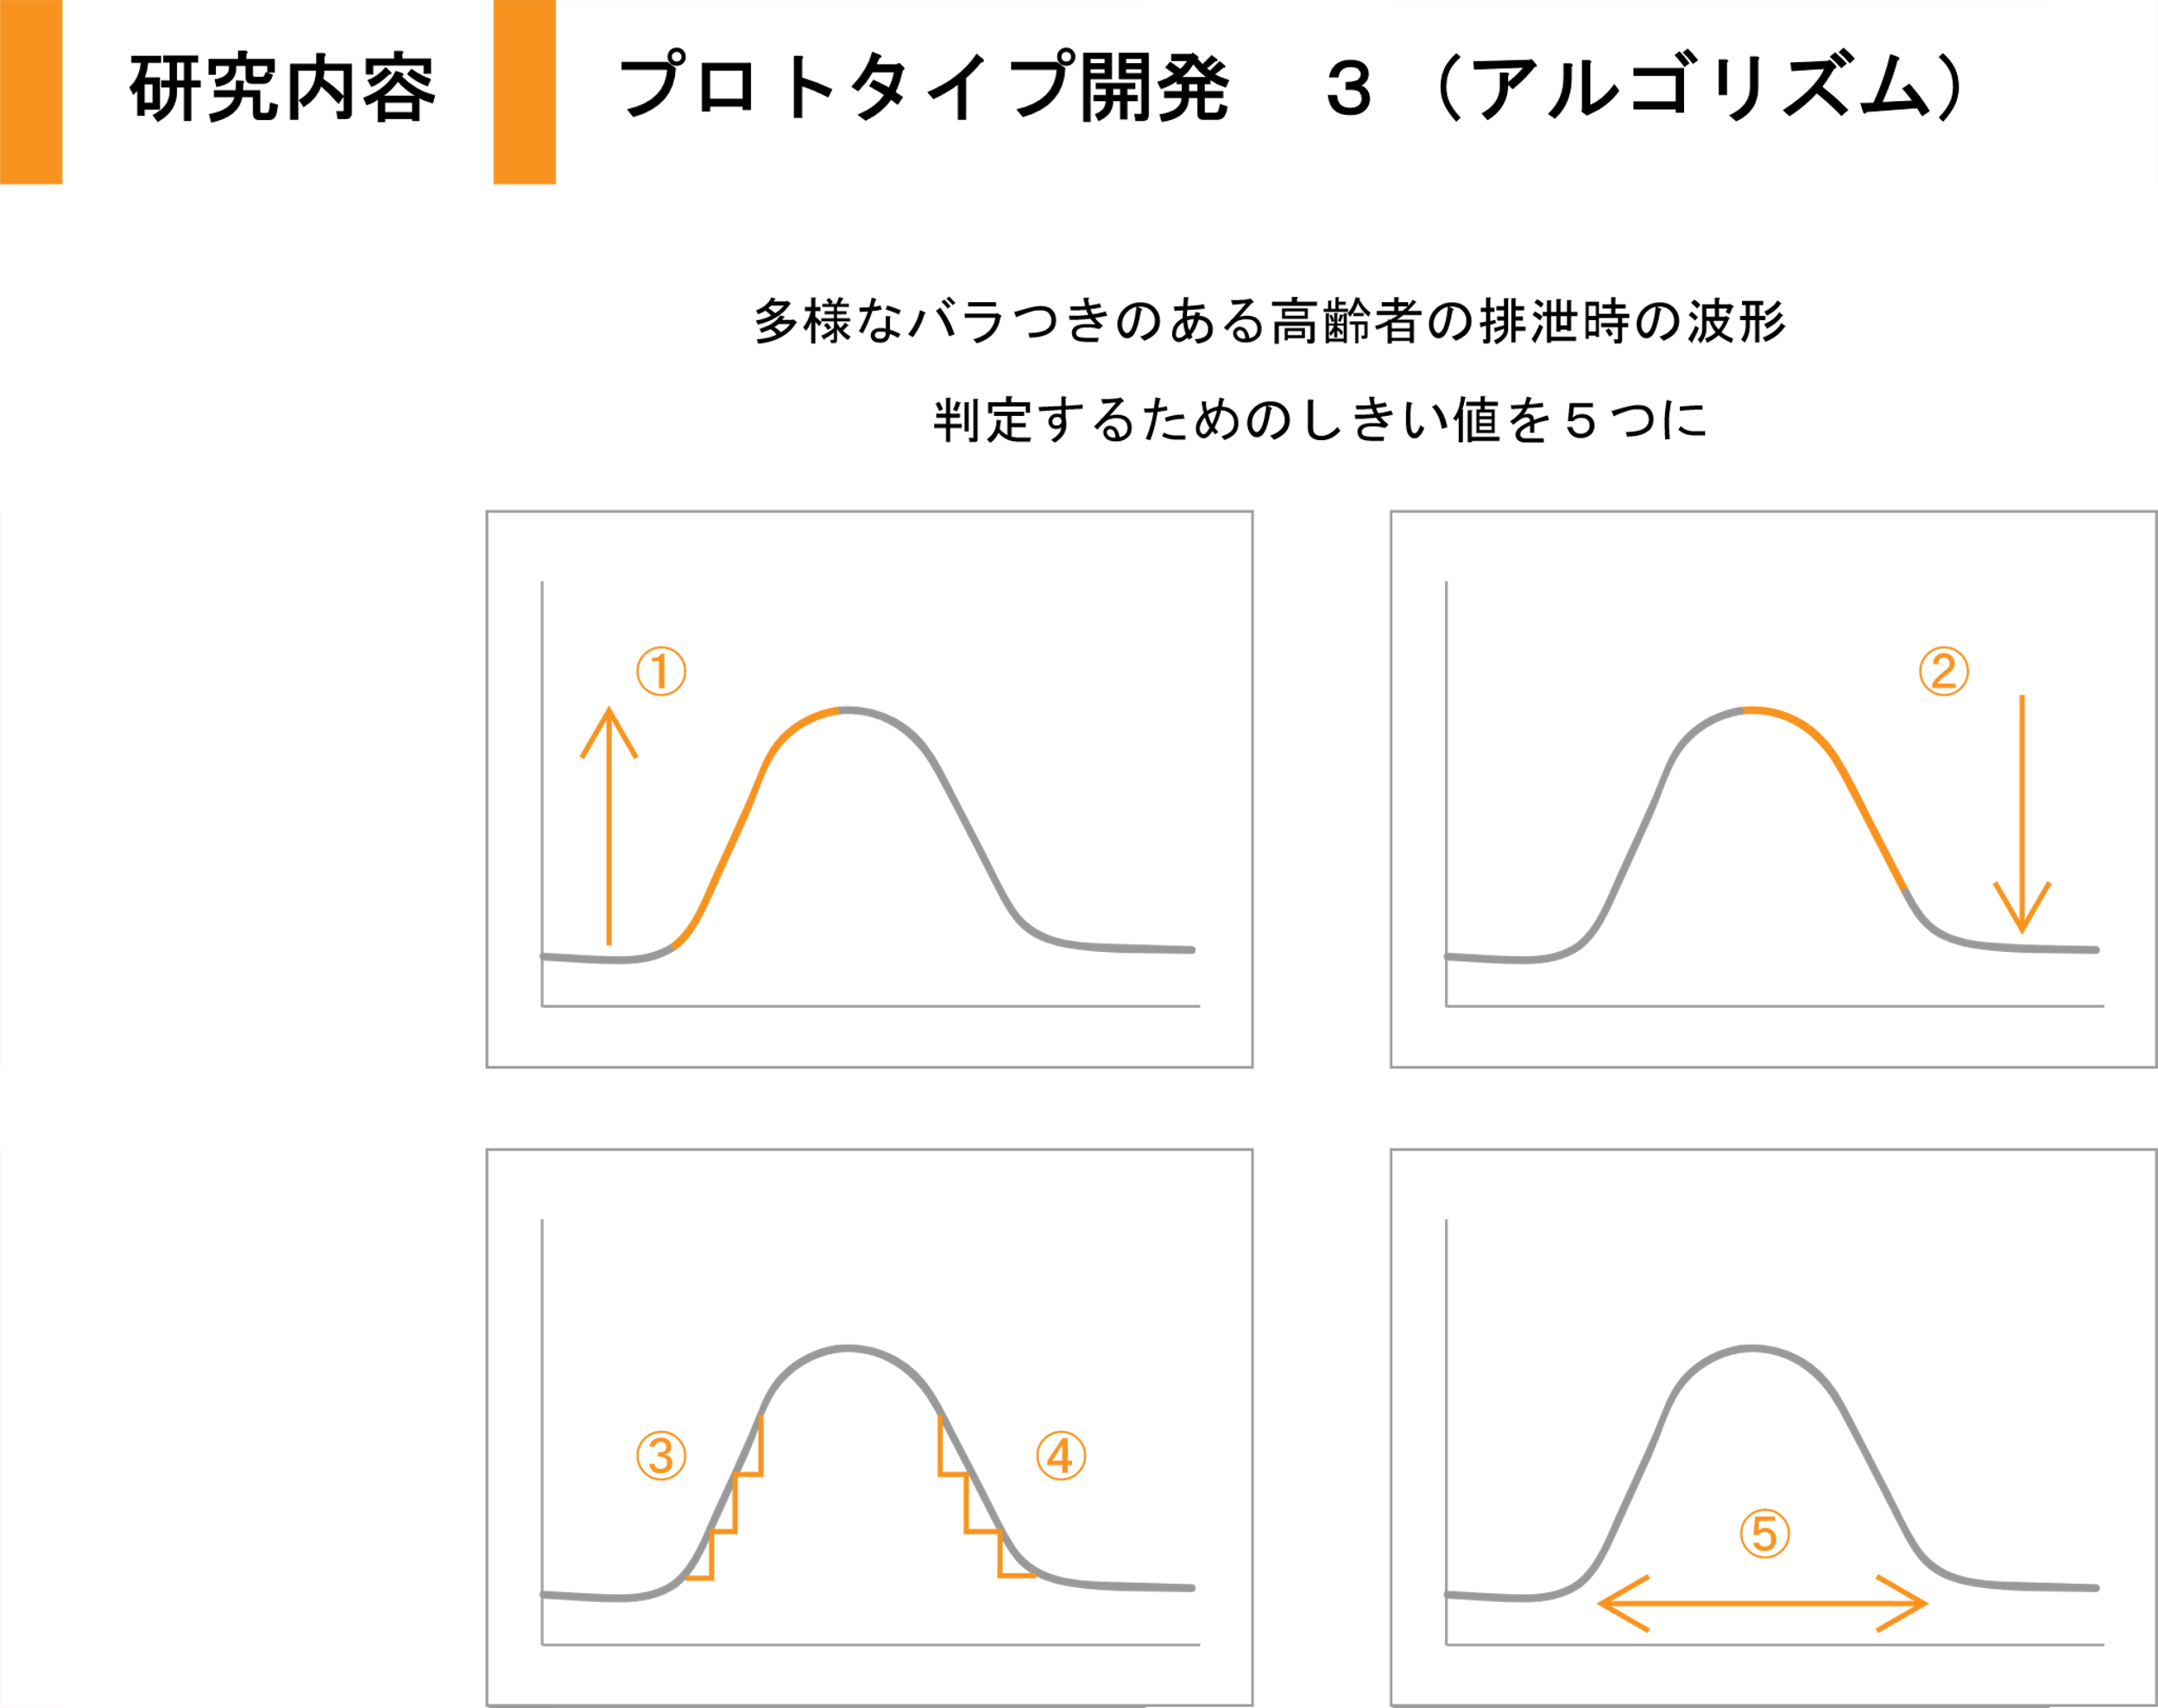 研究内容
プロトタイプ開発　3（アルゴリズム）
多様なバラつきのある高齢者の排泄時の波形
判定するためのしきい値を５つに
①
②
③
④
⑤